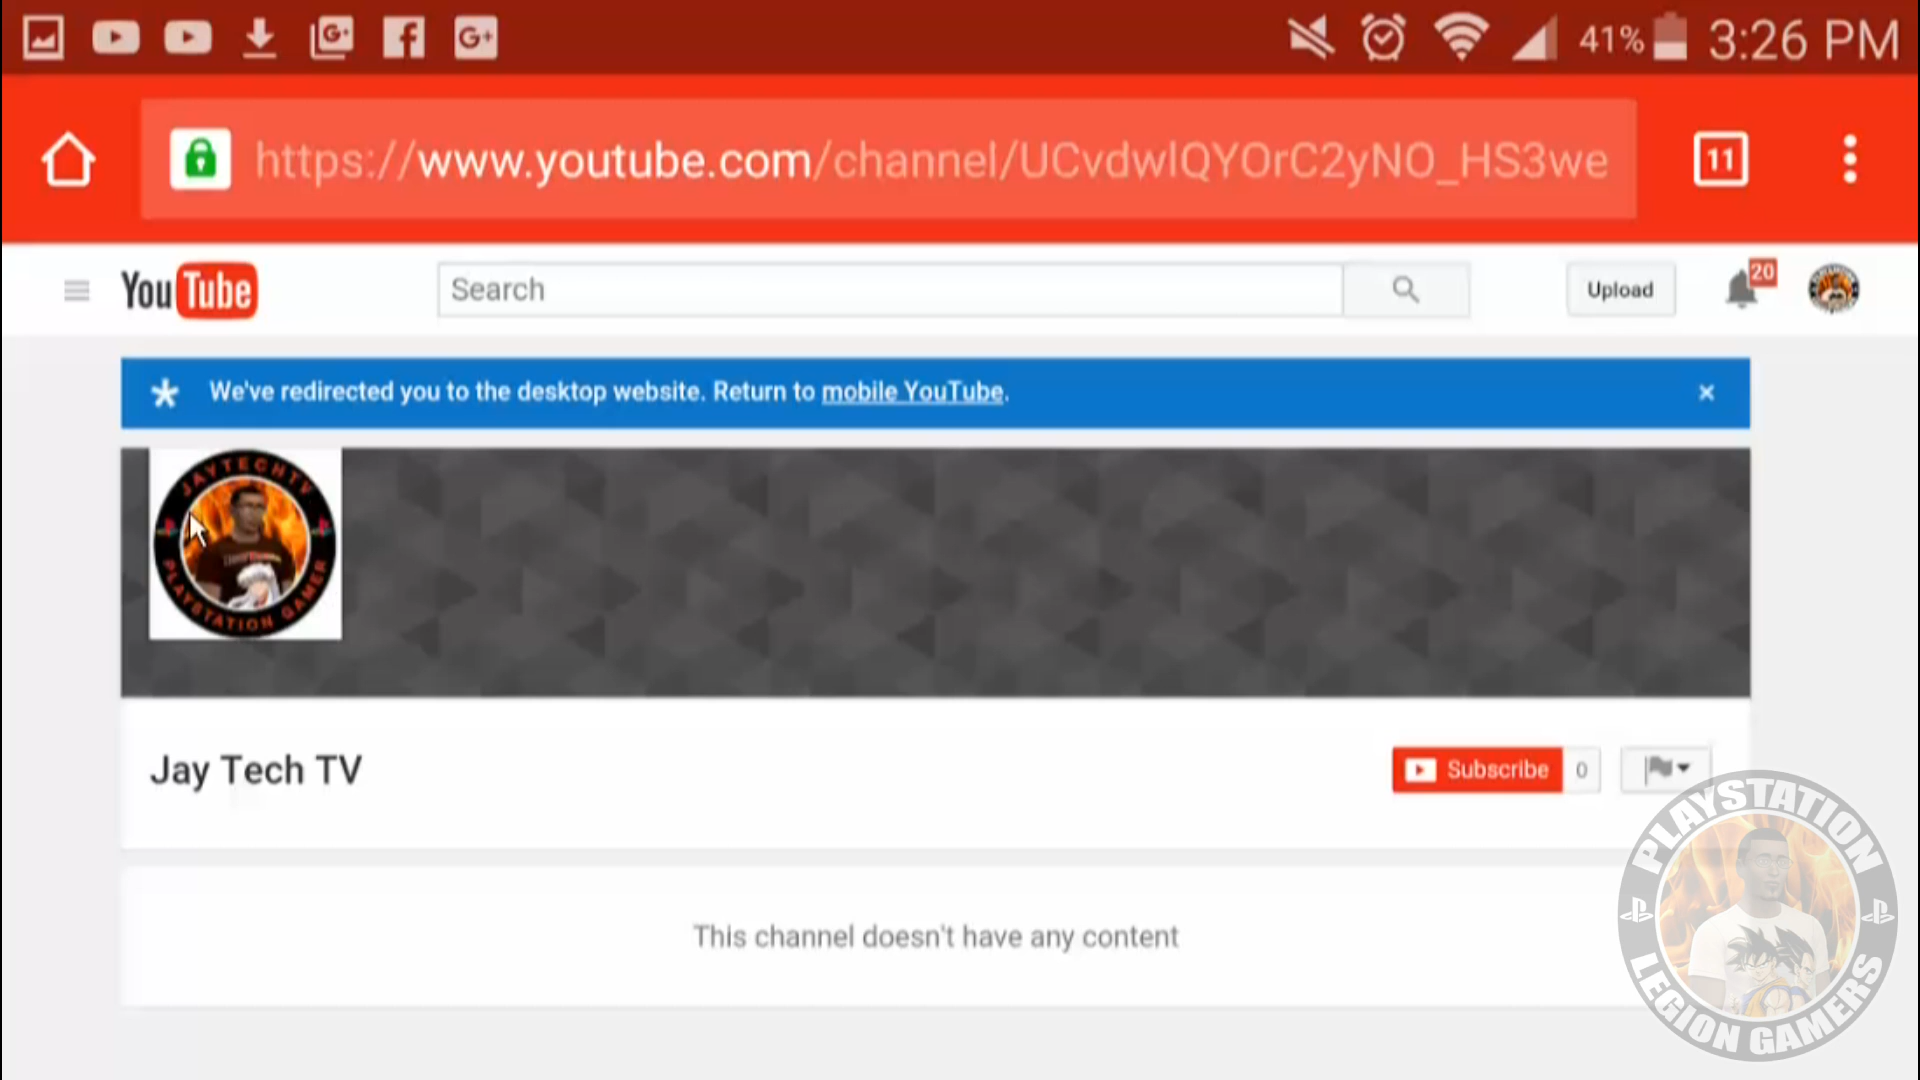 41% 3:26 PM
https://www.youtube.com/channel/UCvdwlQYOrC2yNO_HS3we
11
YouTube
Search
Upload
20
We've redirected you to the desktop website. Return to mobile YouTube.
JAYTECHTV
PLAYSTATION GAMER
Jay Tech TV
Subscribe 0
This channel doesn't have any content
PLAYSTATION
LEGION GAMERS